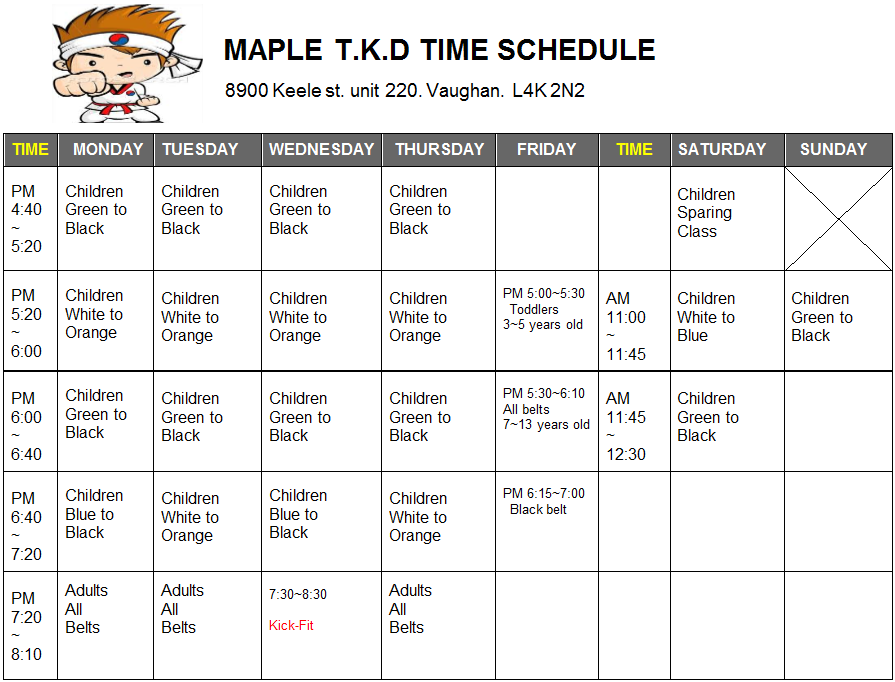 MAPLE T.K.D TIME SCHEDULE
8900 Keele st. unit 220. Vaughan. L4K 2N2
TIME MONDAY TUESDAY WEDNESDAY THURSDAY FRIDAY TIME SATURDAY SUNDAY
PM
4:40
~
5:20
Children
Green to
Black
Children
Green to
Black
Children
Green to
Black
Children
Green to
Black
Children
Sparing
Class
PM
5:20
~
6:00
Children
White to
Orange
Children
White to
Orange
Children
White to
Orange
Children
White to
Orange
PM 5:00~5:30
Toddlers
3~5 years old
AM
11:00
~
11:45
Children
White to
Blue
Children
Green to
Black
PM
6:00
~
6:40
Children
Green to
Black
Children
Green to
Black
Children
Green to
Black
Children
Green to
Black
PM 5:30~6:10
All belts
7~13 years old
AM
11:45
~
12:30
Children
Green to
Black
PM
6:40
~
7:20
Children
Blue to
Black
Children
White to
Orange
Children
Blue to
Black
Children
White to
Orange
PM 6:15~7:00
Black belt
PM
7:20
~
8:10
Adults
All
Belts
Adults
All
Belts
7:30~8:30
Kick-Fit
Adults
All
Belts